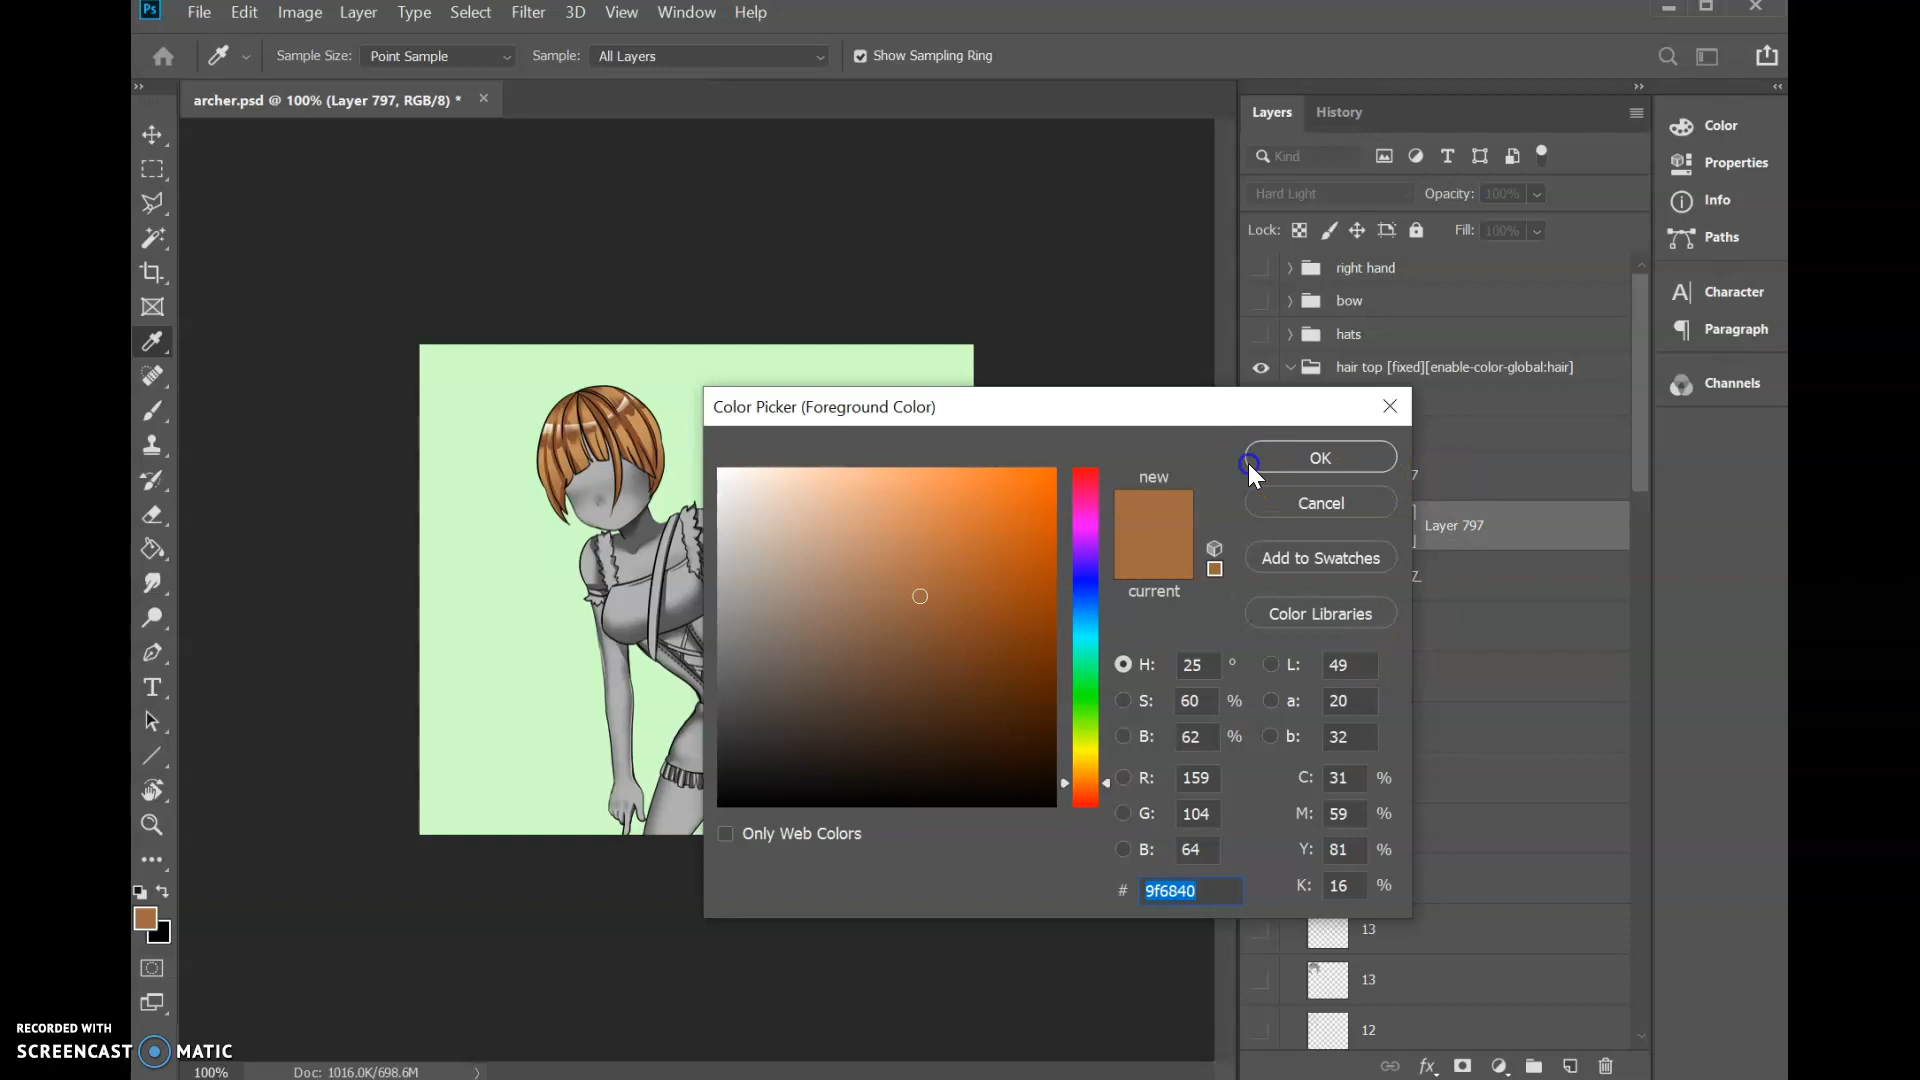 Ps File Edit Image Layer Type Select Filter 3D View Window Help
Sample Size: Point Sample Sample: All Layers Show Sampling Ring
archer.psd @ 100% (Layer 797, RGB/8) *
Layers History
Kind
Hard Light Opacity: 100%
Lock: Fill: 100%
right hand
bow
hats
hair top [fixed][enable-color-global:hair]
7
Layer 797
13
13
12
Color
Properties
Info
Paths
Character
Paragraph
Channels
Color Picker (Foreground Color)
new
current
OK
Cancel
Add to Swatches
Color Libraries
H: 25 ° L: 49
S: 60 % a: 20
B: 62 % b: 32
R: 159 C: 31 %
G: 104 M: 59 %
B: 64 Y: 81 %
# 9f6840 K: 16 %
Only Web Colors
100% Doc: 1016.0K/698.6M
RECORDED WITH
SCREENCAST MATIC